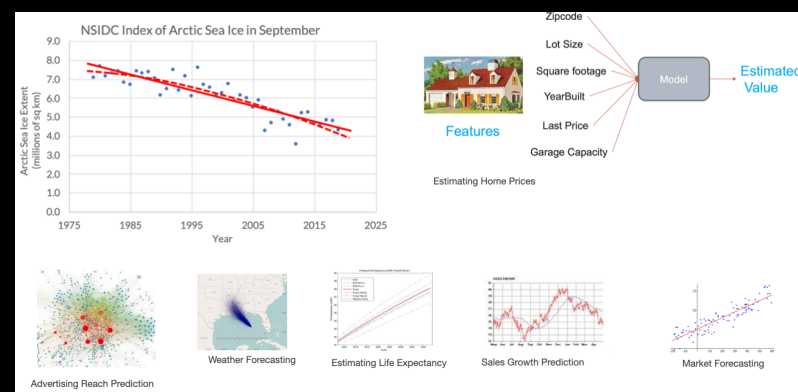 NSIDC Index of Arctic Sea Ice in September
Arctic Sea Ice Extent
(millions of sq km)
9.0
8.0
7.0
6.0
5.0
4.0
3.0
2.0
1.0
0.0
1975
1985
1995
2005
2015
2025
Year
Zipcode
Lot Size
Square footage
YearBuilt
Last Price
Garage Capacity
Features
Model
Estimated
Value
Estimating Home Prices
Advertising Reach Prediction
Weather Forecasting
Estimating Life Expectancy
Sales Growth Prediction
Market Forecasting